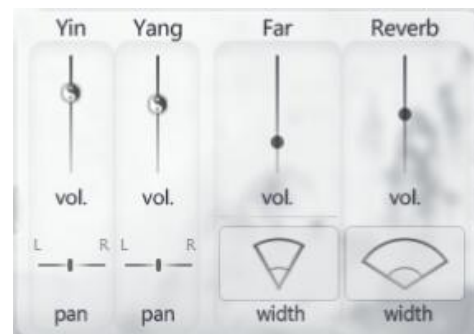 Yin Yang Far Reverb
vol. vol. vol. vol.
L R L R
pan pan width width